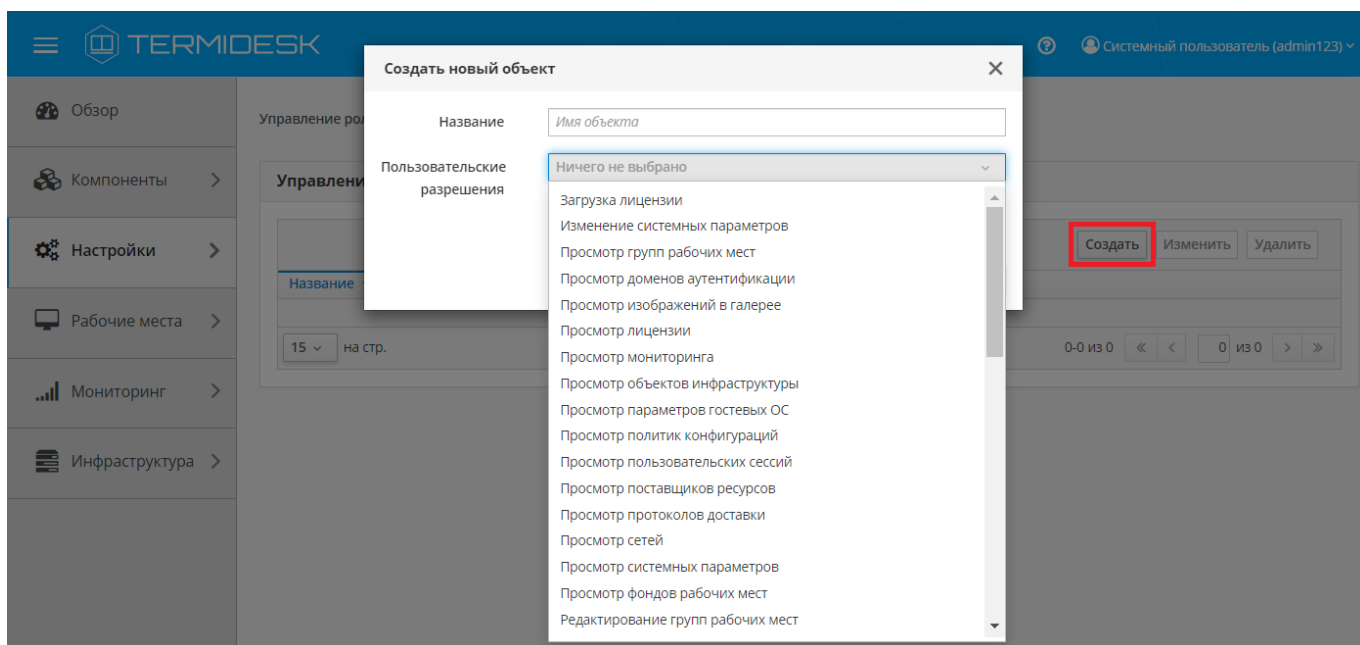 TERMIDESK
Системный пользователь (admin123)
Создать новый объект
Обзор
Управление
Название
Имя объекта
Пользовательские разрешения
Ничего не выбрано
Компоненты
Загрузка лицензии
Изменение системных параметров
Просмотр групп рабочих мест
Просмотр доменов аутентификации
Просмотр изображений в галерее
Просмотр лицензии
Просмотр мониторинга
Просмотр объектов инфраструктуры
Просмотр параметров гостевых ОС
Просмотр политик конфигураций
Просмотр пользовательских сессий
Просмотр поставщиков ресурсов
Просмотр протоколов доставки
Просмотр сетей
Просмотр системных параметров
Просмотр фондов рабочих мест
Редактирование групп рабочих мест
Настройки
Создать Изменить Удалить
Название
Рабочие места
15 на стр.
0-0 из 0 « < 0 из 0 > »
Мониторинг
Инфраструктура